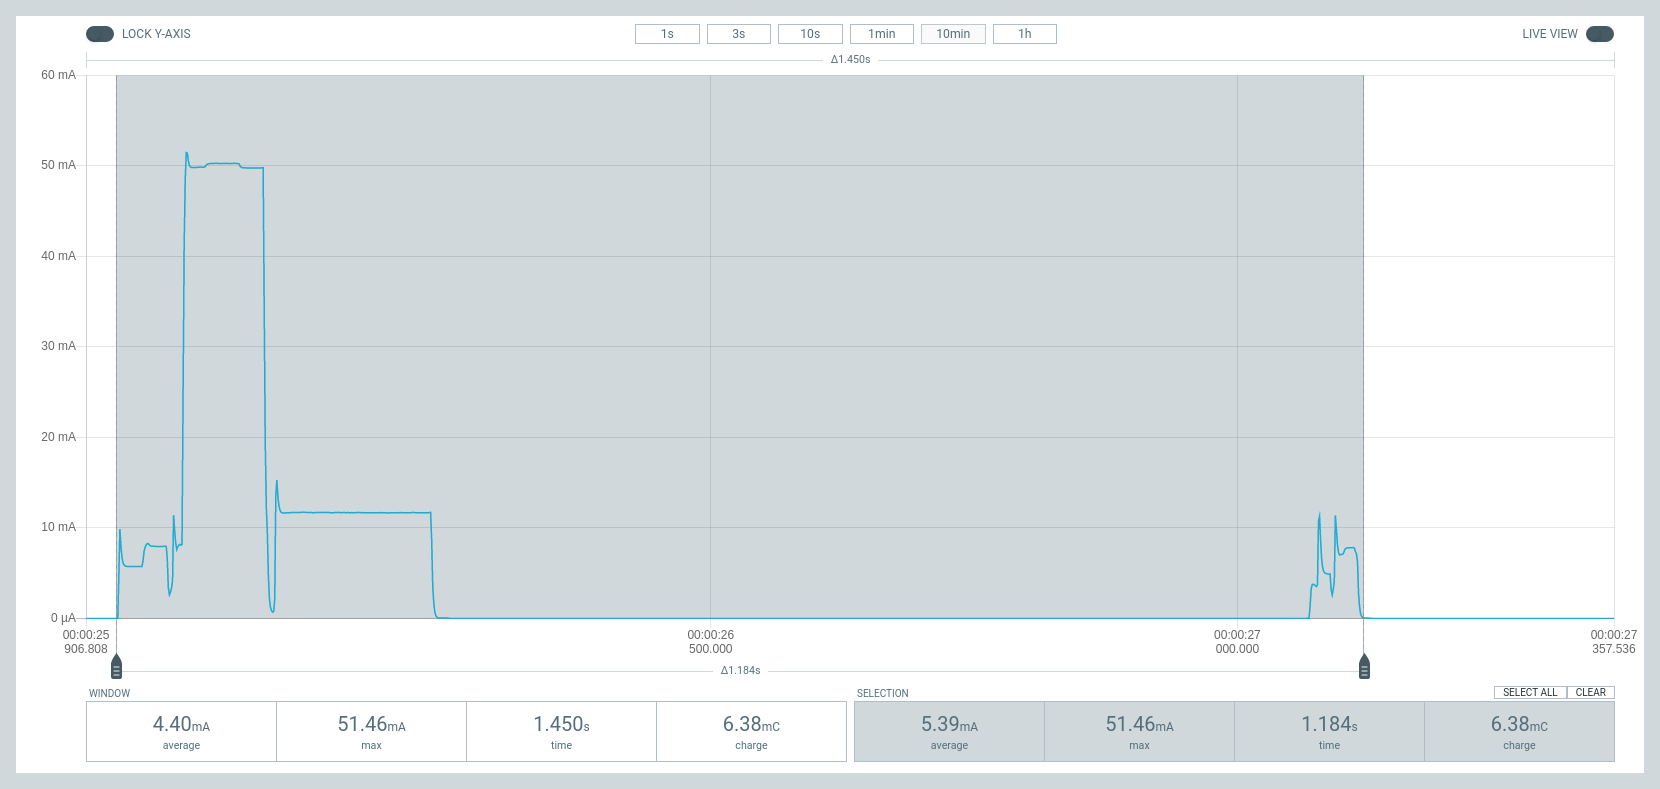 LOCK Y-AXIS 1s 3s 10s 1min 10min 1h LIVE VIEW
Δ1.450s
60 mA
50 mA
40 mA
30 mA
20 mA
10 mA
0 µA
00:00:25 00:00:26 00:00:27 00:00:27
906.808 500.000 000.000 357.536
Δ1.184s
WINDOW SELECTION SELECT ALL CLEAR
4.40mA 51.46mA 1.450s 6.38mC 5.39mA 51.46mA 1.184s 6.38mC
average max time charge average max time charge